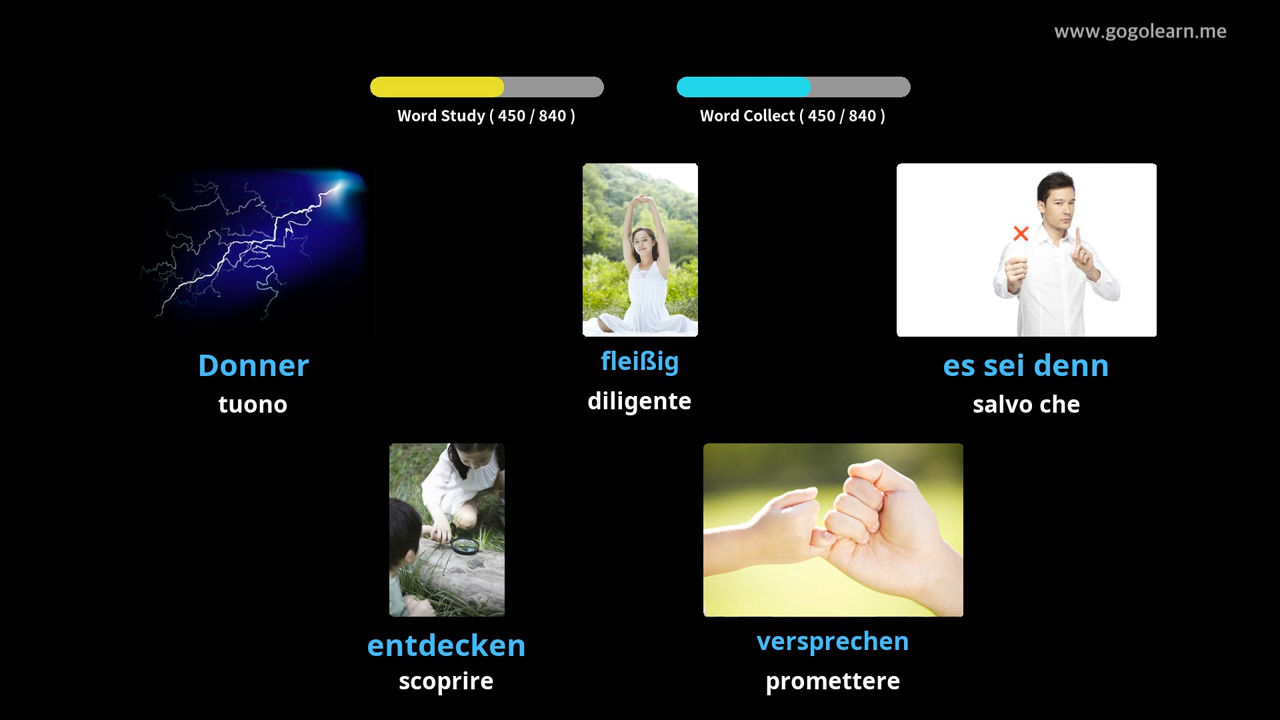 www.gogolearn.me
Word Study ( 450 / 840 )
Word Collect ( 450 / 840 )
Donner
tuono
fleißig
diligente
es sei denn
salvo che
entdecken
scoprire
versprechen
promettere